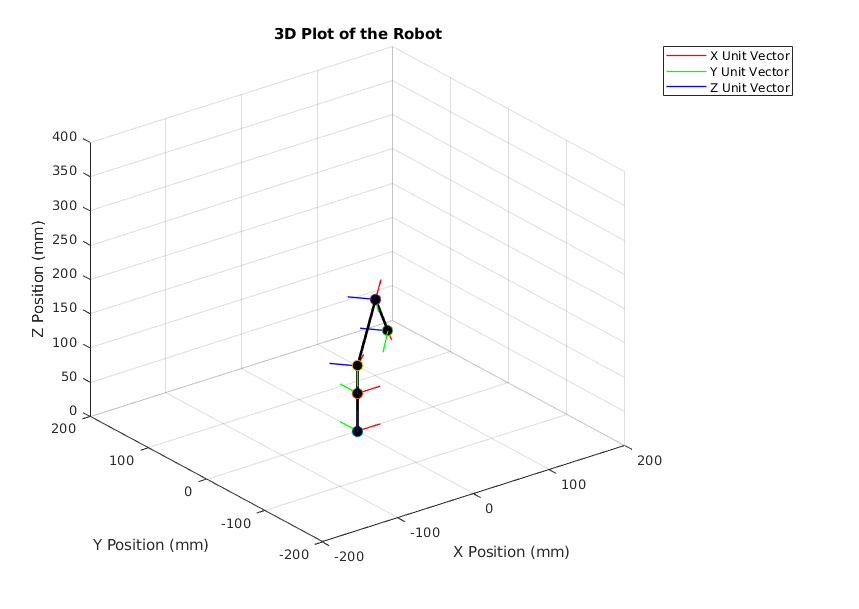 3D Plot of the Robot
X Unit Vector
Y Unit Vector
Z Unit Vector
Z Position (mm)
400
350
300
250
200
150
100
50
0
200
100
0
-100
-200
Y Position (mm)
-200
-100
0
100
200
X Position (mm)